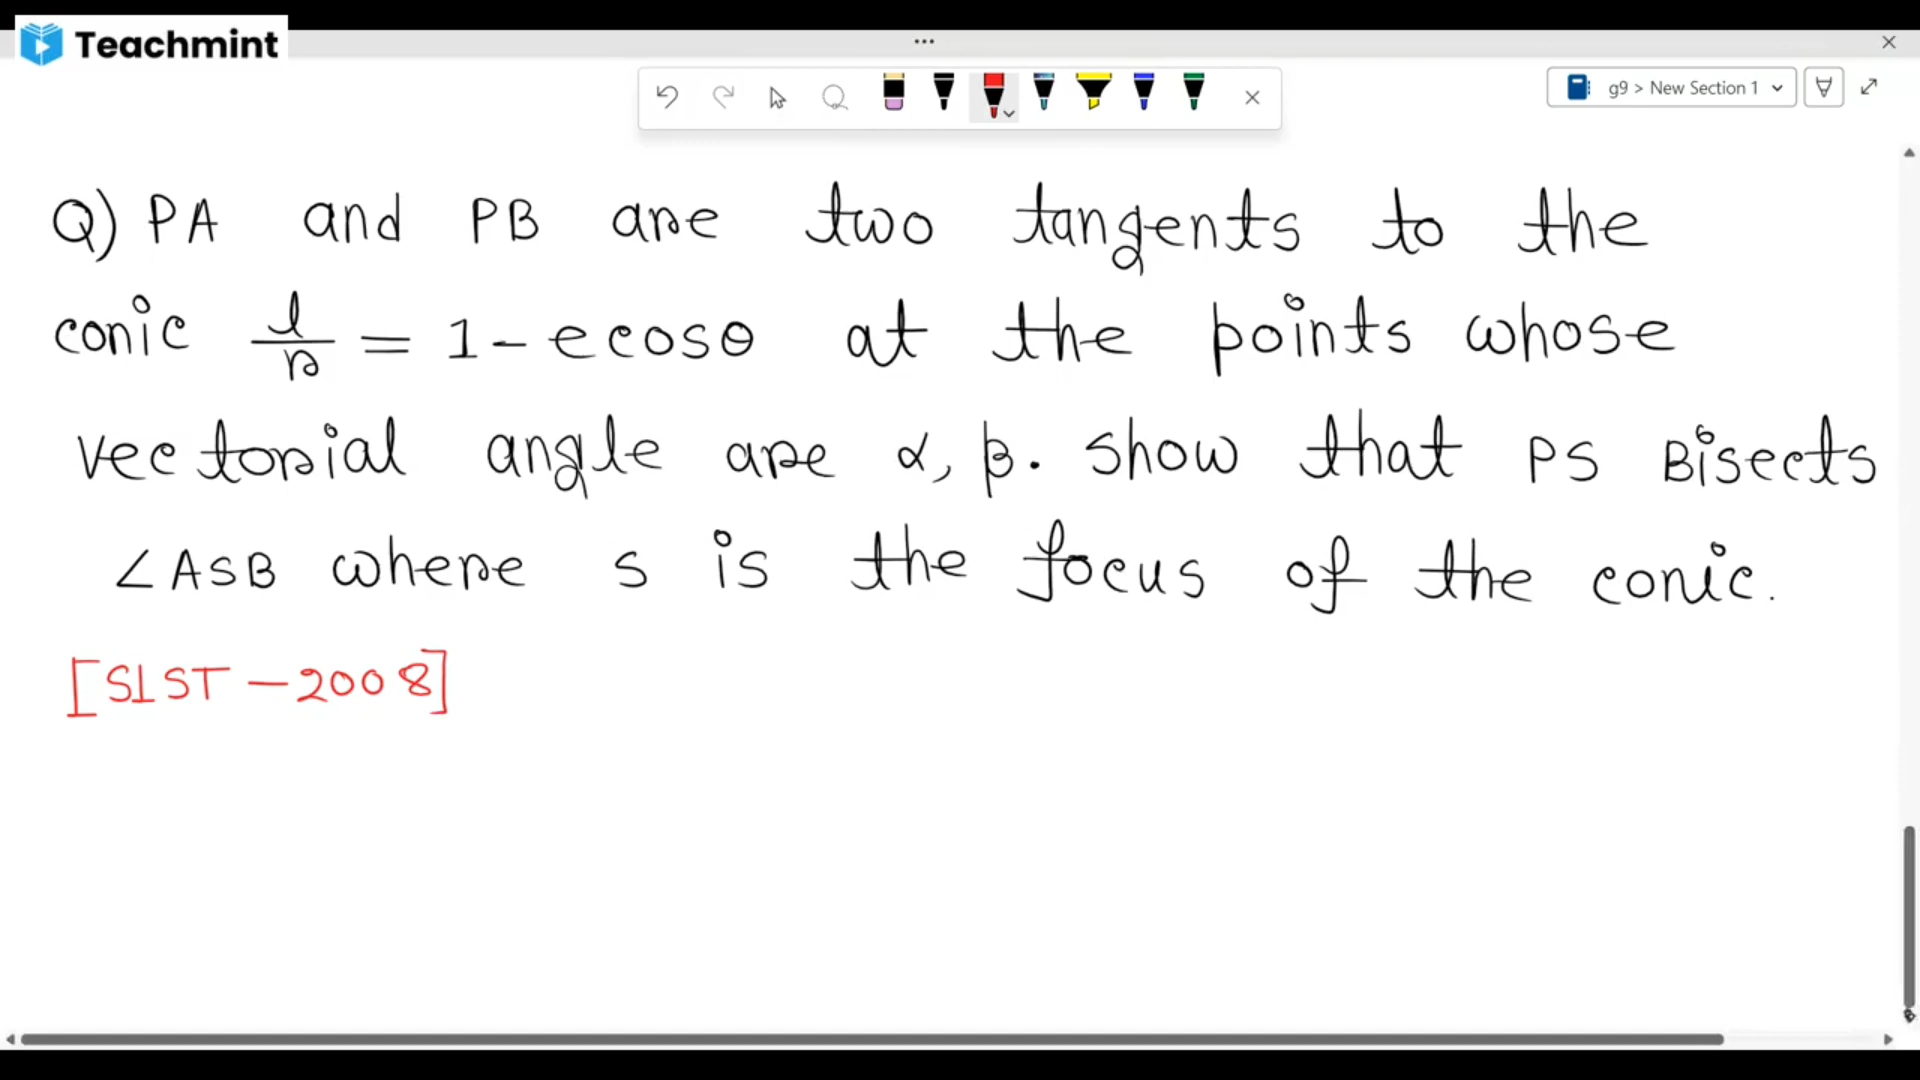 Teachmint
g9 > New Section 1
Q) PA and PB are two tangents to the
conic l/r = 1 - e cosθ at the points whose
vectorial angle are α, β. show that PS Bisects
∠ASB where s is the focus of the conic.
[SLST - 2008]